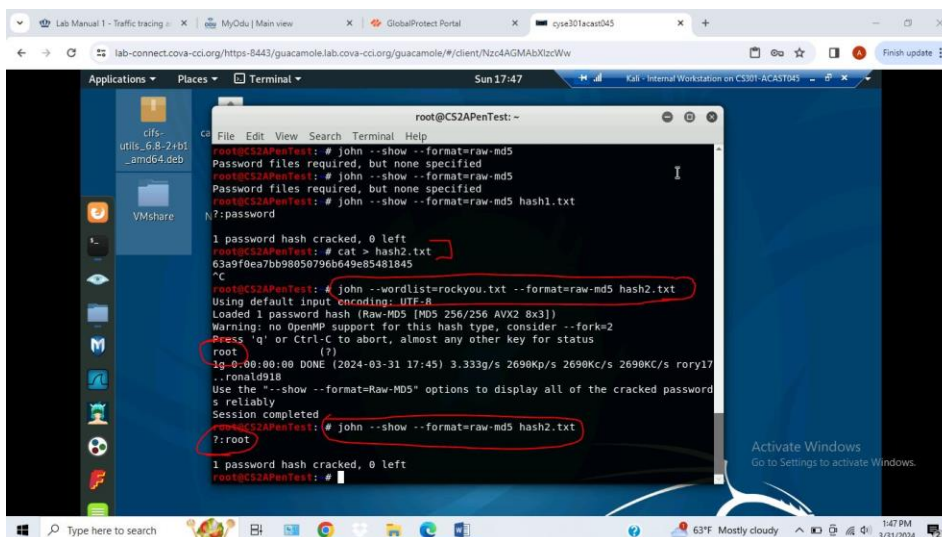 Lab Manual 1 - Traffic tracing a
MyOdu | Main view
GlobalProtect Portal
cyse301acast045
lab-connect.cova-cci.org/https-8443/guacamole.lab.cova-cci.org/guacamole/#/client/Nzc4AGMAbXlzcWw
Finish update
Applications Places Terminal Sun 17:47 Kali - Internal Workstation on CS301-ACAST045
cifs-
utils_6.8-2+b1
_amd64.deb
ca
VMshare
N
root@CS2APenTest: ~
File Edit View Search Terminal Help
root@CS2APenTest: # john --show --format=raw-md5
Password files required, but none specified
root@CS2APenTest: # john --show --format=raw-md5
Password files required, but none specified
root@CS2APenTest: # john --show --format=raw-md5 hash1.txt
?:password
1 password hash cracked, 0 left
root@CS2APenTest: # cat > hash2.txt
63a9f0ea7bb98050796b649e85481845
^C
root@CS2APenTest: # john --wordlist=rockyou.txt --format=raw-md5 hash2.txt
Using default input encoding: UTF-8
Loaded 1 password hash (Raw-MD5 [MD5 256/256 AVX2 8x3])
Warning: no OpenMP support for this hash type, consider --fork=2
Press 'q' or Ctrl-C to abort, almost any other key for status
root (?)
1g 0:00:00:00 DONE (2024-03-31 17:45) 3.333g/s 2690Kp/s 2690Kc/s 2690KC/s rory17
..ronald918
Use the "--show --format=Raw-MD5" options to display all of the cracked password
s reliably
Session completed
root@CS2APenTest: # john --show --format=raw-md5 hash2.txt
?:root
1 password hash cracked, 0 left
root@CS2APenTest: #
Activate Windows
Go to Settings to activate Windows.
Type here to search
63°F Mostly cloudy
1:47 PM
3/31/2024